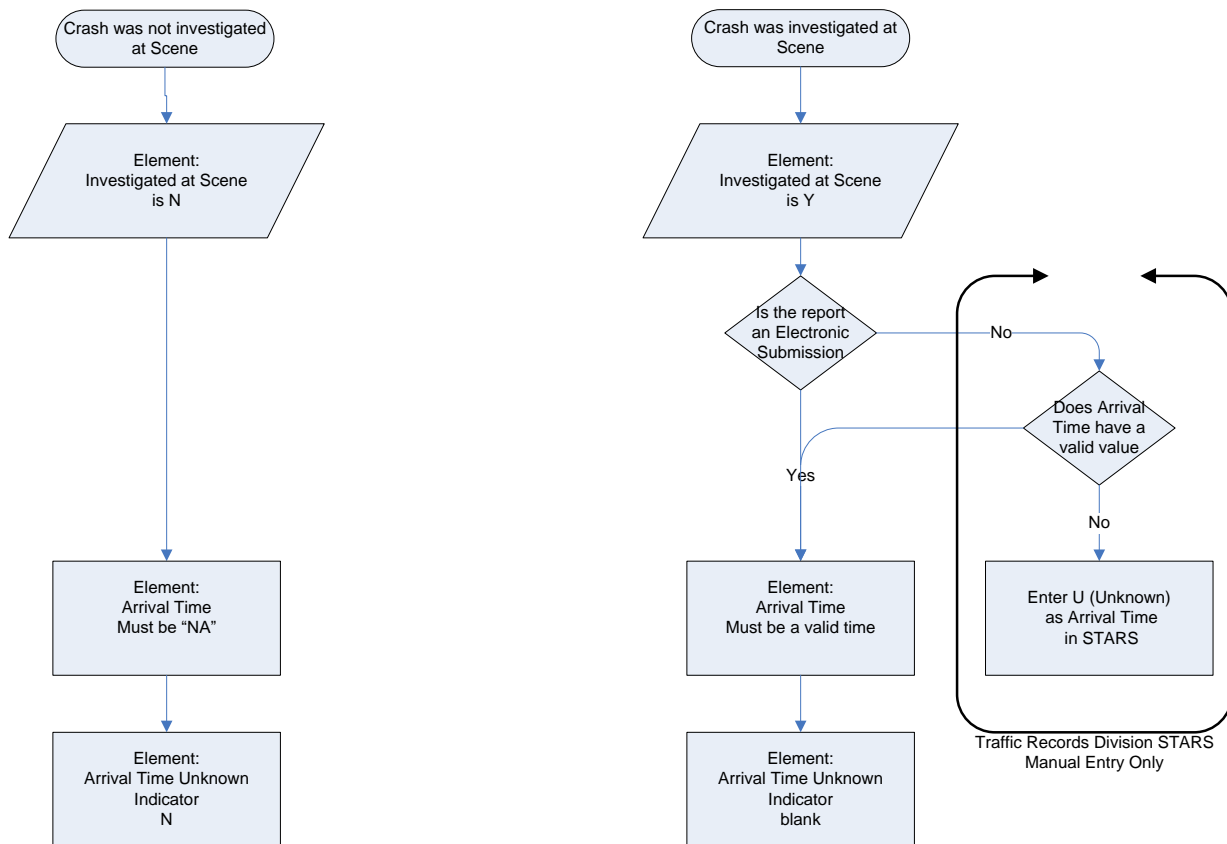 Crash was not investigated
at Scene
Element:
Investigated at Scene
is N
Element:
Arrival Time
Must be “NA”
Element:
Arrival Time Unknown
Indicator
N
Crash was investigated at
Scene
Element:
Investigated at Scene
is Y
Is the report
an Electronic
Submission
No
Does Arrival
Time have a
valid value
Yes
No
Element:
Arrival Time
Must be a valid time
Enter U (Unknown)
as Arrival Time
in STARS
Element:
Arrival Time Unknown
Indicator
blank
Traffic Records Division STARS
Manual Entry Only